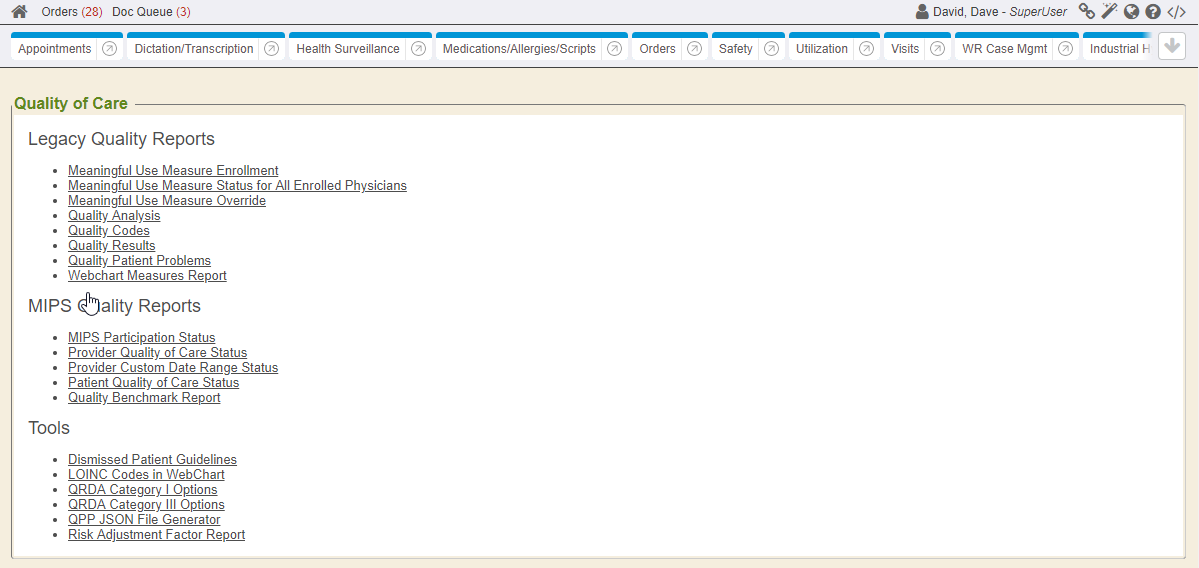 Orders (28) Doc Queue (3) David, Dave - SuperUser
Appointments Dictation/Transcription Health Surveillance Medications/Allergies/Scripts Orders Safety Utilization Visits WR Case Mgmt Industrial H
Quality of Care
Legacy Quality Reports
Meaningful Use Measure Enrollment
Meaningful Use Measure Status for All Enrolled Physicians
Meaningful Use Measure Override
Quality Analysis
Quality Codes
Quality Results
Quality Patient Problems
Webchart Measures Report
MIPS Quality Reports
MIPS Participation Status
Provider Quality of Care Status
Provider Custom Date Range Status
Patient Quality of Care Status
Quality Benchmark Report
Tools
Dismissed Patient Guidelines
LOINC Codes in WebChart
QRDA Category I Options
QRDA Category III Options
QPP JSON File Generator
Risk Adjustment Factor Report